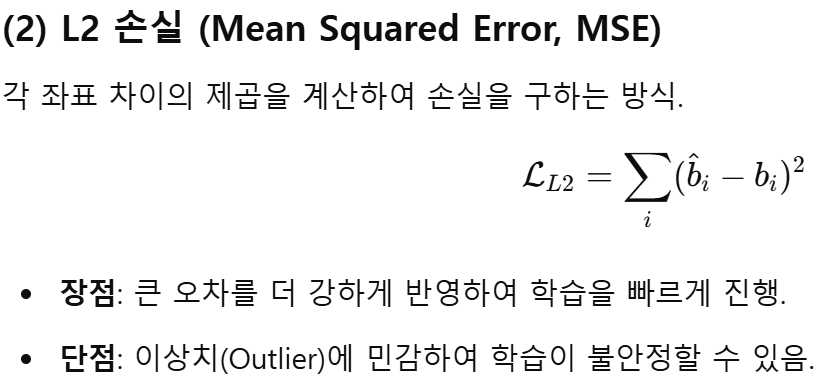 (2) L2 손실 (Mean Squared Error, MSE)
각 좌표 차이의 제곱을 계산하여 손실을 구하는 방식.
$\mathcal{L}_{L2} = \sum_{i} (\hat{b}_i - b_i)^2$
• 장점: 큰 오차를 더 강하게 반영하여 학습을 빠르게 진행.
• 단점: 이상치(Outlier)에 민감하여 학습이 불안정할 수 있음.